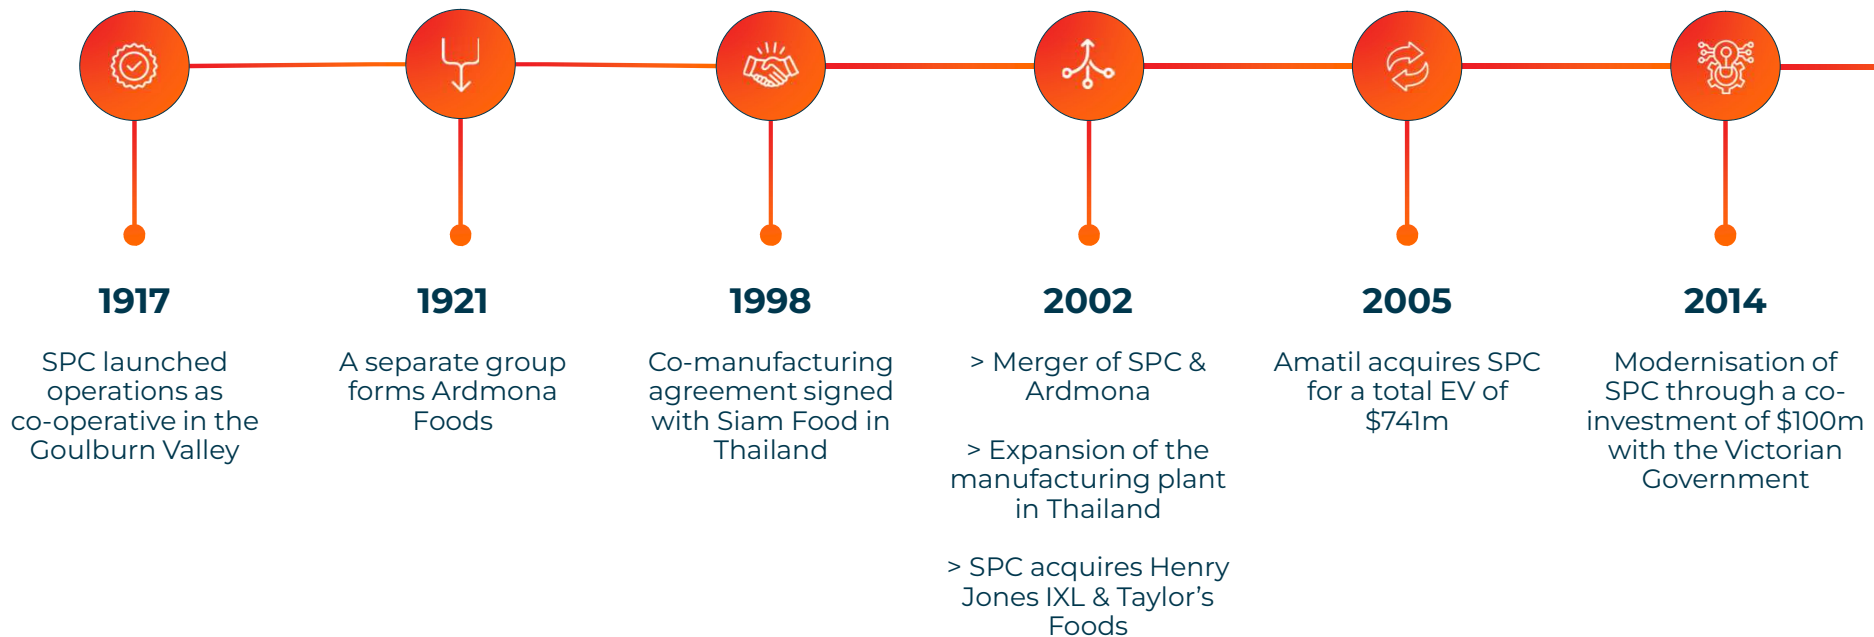 1917
SPC launched
operations as
co-operative in the
Goulburn Valley
1921
A separate group
forms Ardmona
Foods
1998
Co-manufacturing
agreement signed
with Siam Food in
Thailand
2002
> Merger of SPC &
Ardmona
> Expansion of the
manufacturing plant
in Thailand
> SPC acquires Henry
Jones IXL & Taylor’s
Foods
2005
Amatil acquires SPC
for a total EV of
$741m
2014
Modernisation of
SPC through a co-
investment of $100m
with the Victorian
Government